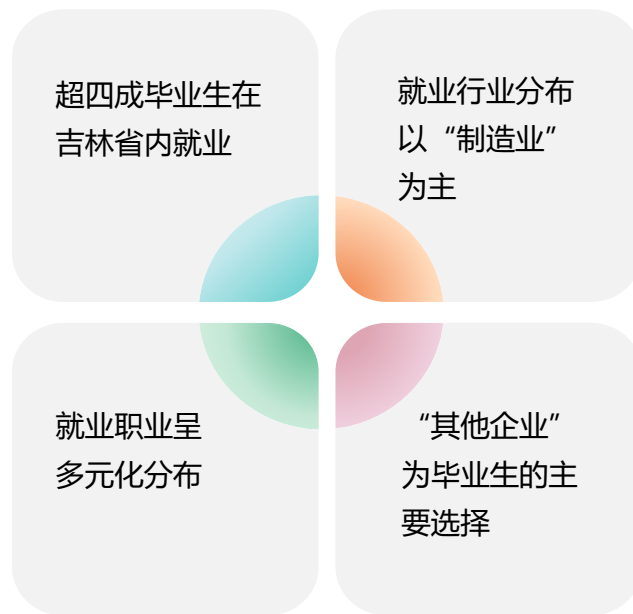 超四成毕业生在
吉林省内就业
就业行业分布
以“制造业”
为主
就业职业呈
多元化分布
“其他企业”
为毕业生的主
要选择